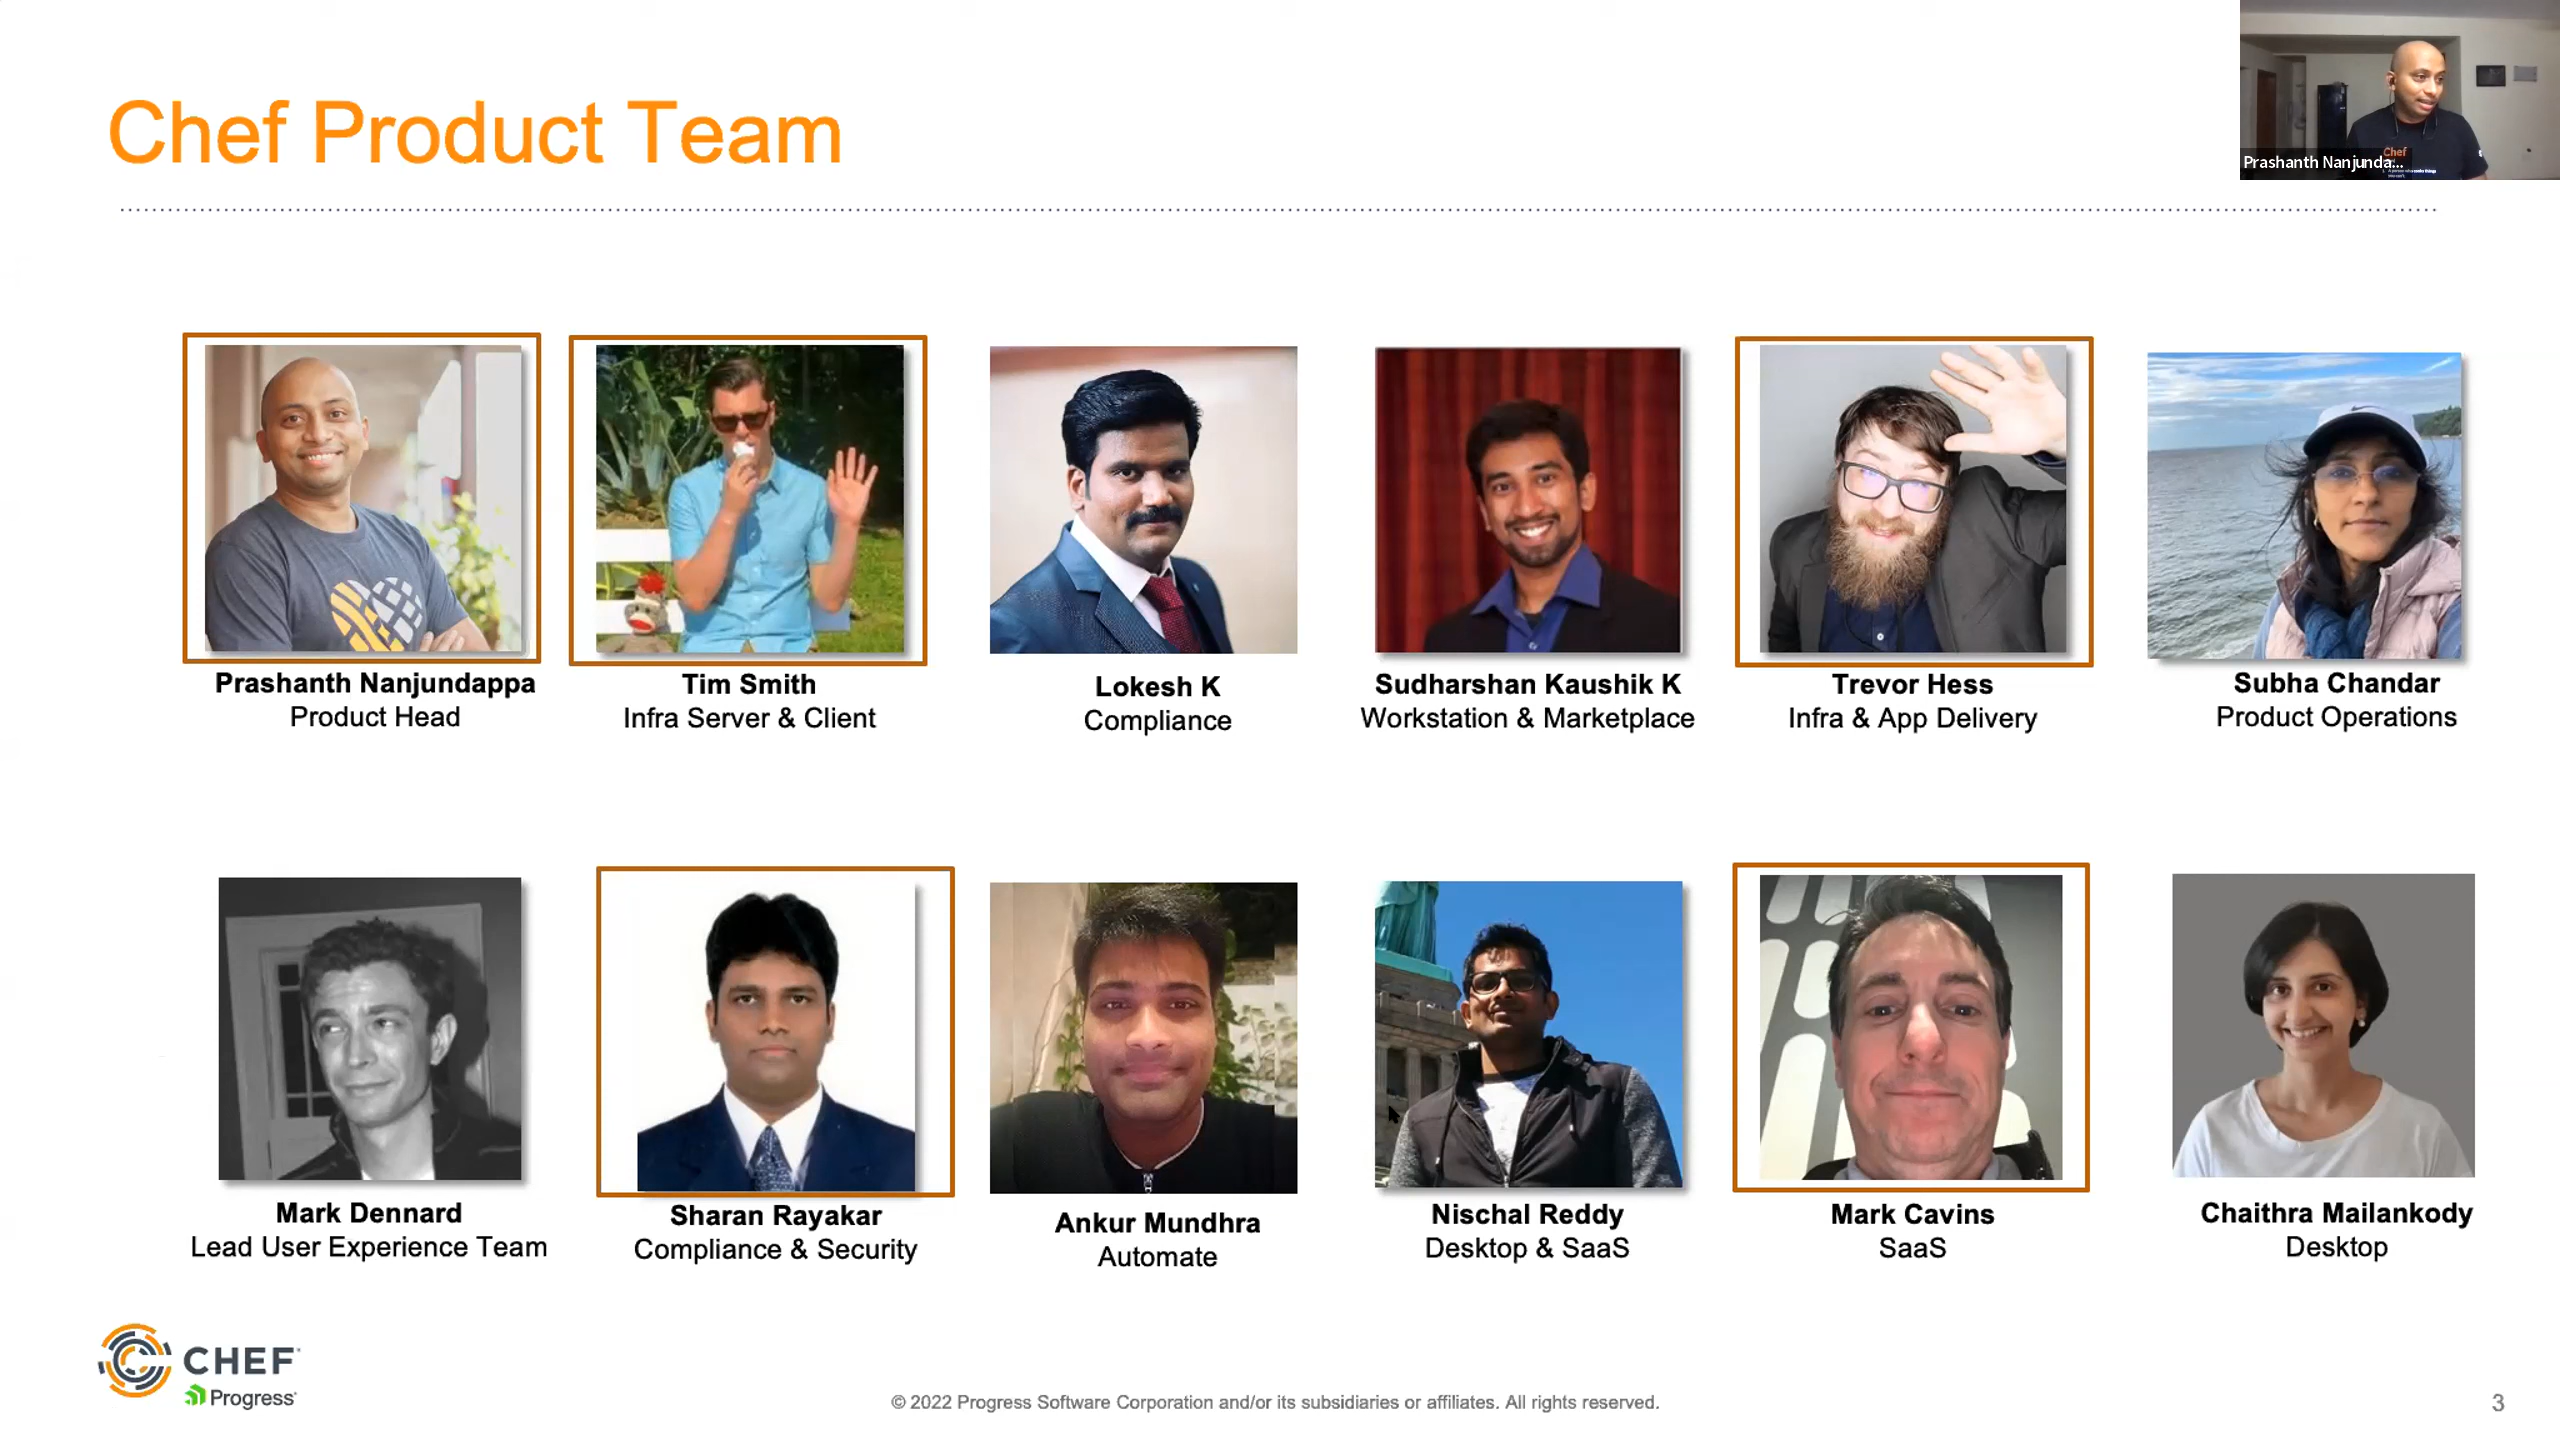 Chef Product Team
Chef
Prashanth Nanjunda...
Prashanth Nanjundappa
Product Head
Tim Smith
Infra Server & Client
Lokesh K
Compliance
Sudharshan Kaushik K
Workstation & Marketplace
Trevor Hess
Infra & App Delivery
Subha Chandar
Product Operations
Mark Dennard
Lead User Experience Team
Sharan Rayakar
Compliance & Security
Ankur Mundhra
Automate
Nischal Reddy
Desktop & SaaS
Mark Cavins
SaaS
Chaithra Mailankody
Desktop
CHEF
Progress®
© 2022 Progress Software Corporation and/or its subsidiaries or affiliates. All rights reserved.
3